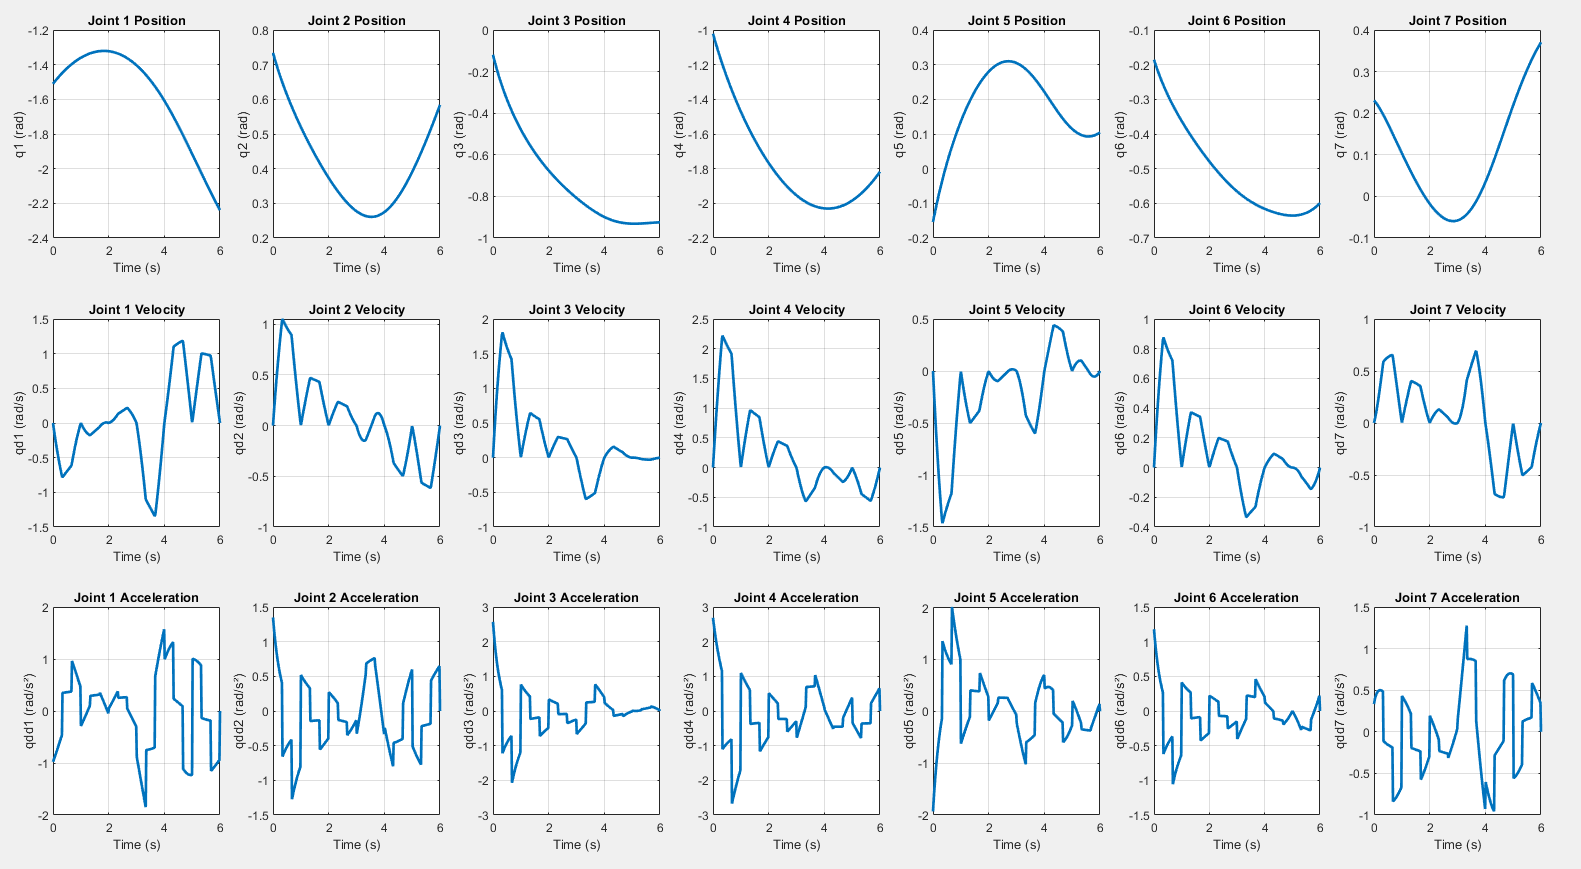 Joint 1 Position Joint 2 Position Joint 3 Position Joint 4 Position Joint 5 Position Joint 6 Position Joint 7 Position
-1.2 -1.4 -1.6 -1.8 -2 -2.2 -2.4
q1 (rad)
0 2 4 6
Time (s)
0.8 0.7 0.6 0.5 0.4 0.3 0.2
q2 (rad)
0 2 4 6
Time (s)
0 -0.2 -0.4 -0.6 -0.8 -1
q3 (rad)
0 2 4 6
Time (s)
-1 -1.2 -1.4 -1.6 -1.8 -2 -2.2
q4 (rad)
0 2 4 6
Time (s)
0.4 0.3 0.2 0.1 0 -0.1 -0.2
q5 (rad)
0 2 4 6
Time (s)
-0.1 -0.2 -0.3 -0.4 -0.5 -0.6 -0.7
q6 (rad)
0 2 4 6
Time (s)
0.4 0.3 0.2 0.1 0 -0.1
q7 (rad)
0 2 4 6
Time (s)
Joint 1 Velocity Joint 2 Velocity Joint 3 Velocity Joint 4 Velocity Joint 5 Velocity Joint 6 Velocity Joint 7 Velocity
1.5 1 0.5 0 -0.5 -1 -1.5
qd1 (rad/s)
0 2 4 6
Time (s)
1 0.5 0 -0.5 -1
qd2 (rad/s)
0 2 4 6
Time (s)
2 1.5 1 0.5 0 -0.5 -1
qd3 (rad/s)
0 2 4 6
Time (s)
2.5 2 1.5 1 0.5 0 -0.5 -1
qd4 (rad/s)
0 2 4 6
Time (s)
0.5 0 -0.5 -1 -1.5
qd5 (rad/s)
0 2 4 6
Time (s)
1 0.8 0.6 0.4 0.2 0 -0.2 -0.4
qd6 (rad/s)
0 2 4 6
Time (s)
1 0.5 0 -0.5 -1
qd7 (rad/s)
0 2 4 6
Time (s)
Joint 1 Acceleration Joint 2 Acceleration Joint 3 Acceleration Joint 4 Acceleration Joint 5 Acceleration Joint 6 Acceleration Joint 7 Acceleration
2 1 0 -1 -2
qdd1 (rad/s²)
0 2 4 6
Time (s)
1.5 1 0.5 0 -0.5 -1 -1.5
qdd2 (rad/s²)
0 2 4 6
Time (s)
3 2 1 0 -1 -2 -3
qdd3 (rad/s²)
0 2 4 6
Time (s)
3 2 1 0 -1 -2 -3
qdd4 (rad/s²)
0 2 4 6
Time (s)
2 1 0 -1 -2
qdd5 (rad/s²)
0 2 4 6
Time (s)
1.5 1 0.5 0 -0.5 -1 -1.5
qdd6 (rad/s²)
0 2 4 6
Time (s)
1.5 1 0.5 0 -0.5 -1
qdd7 (rad/s²)
0 2 4 6
Time (s)